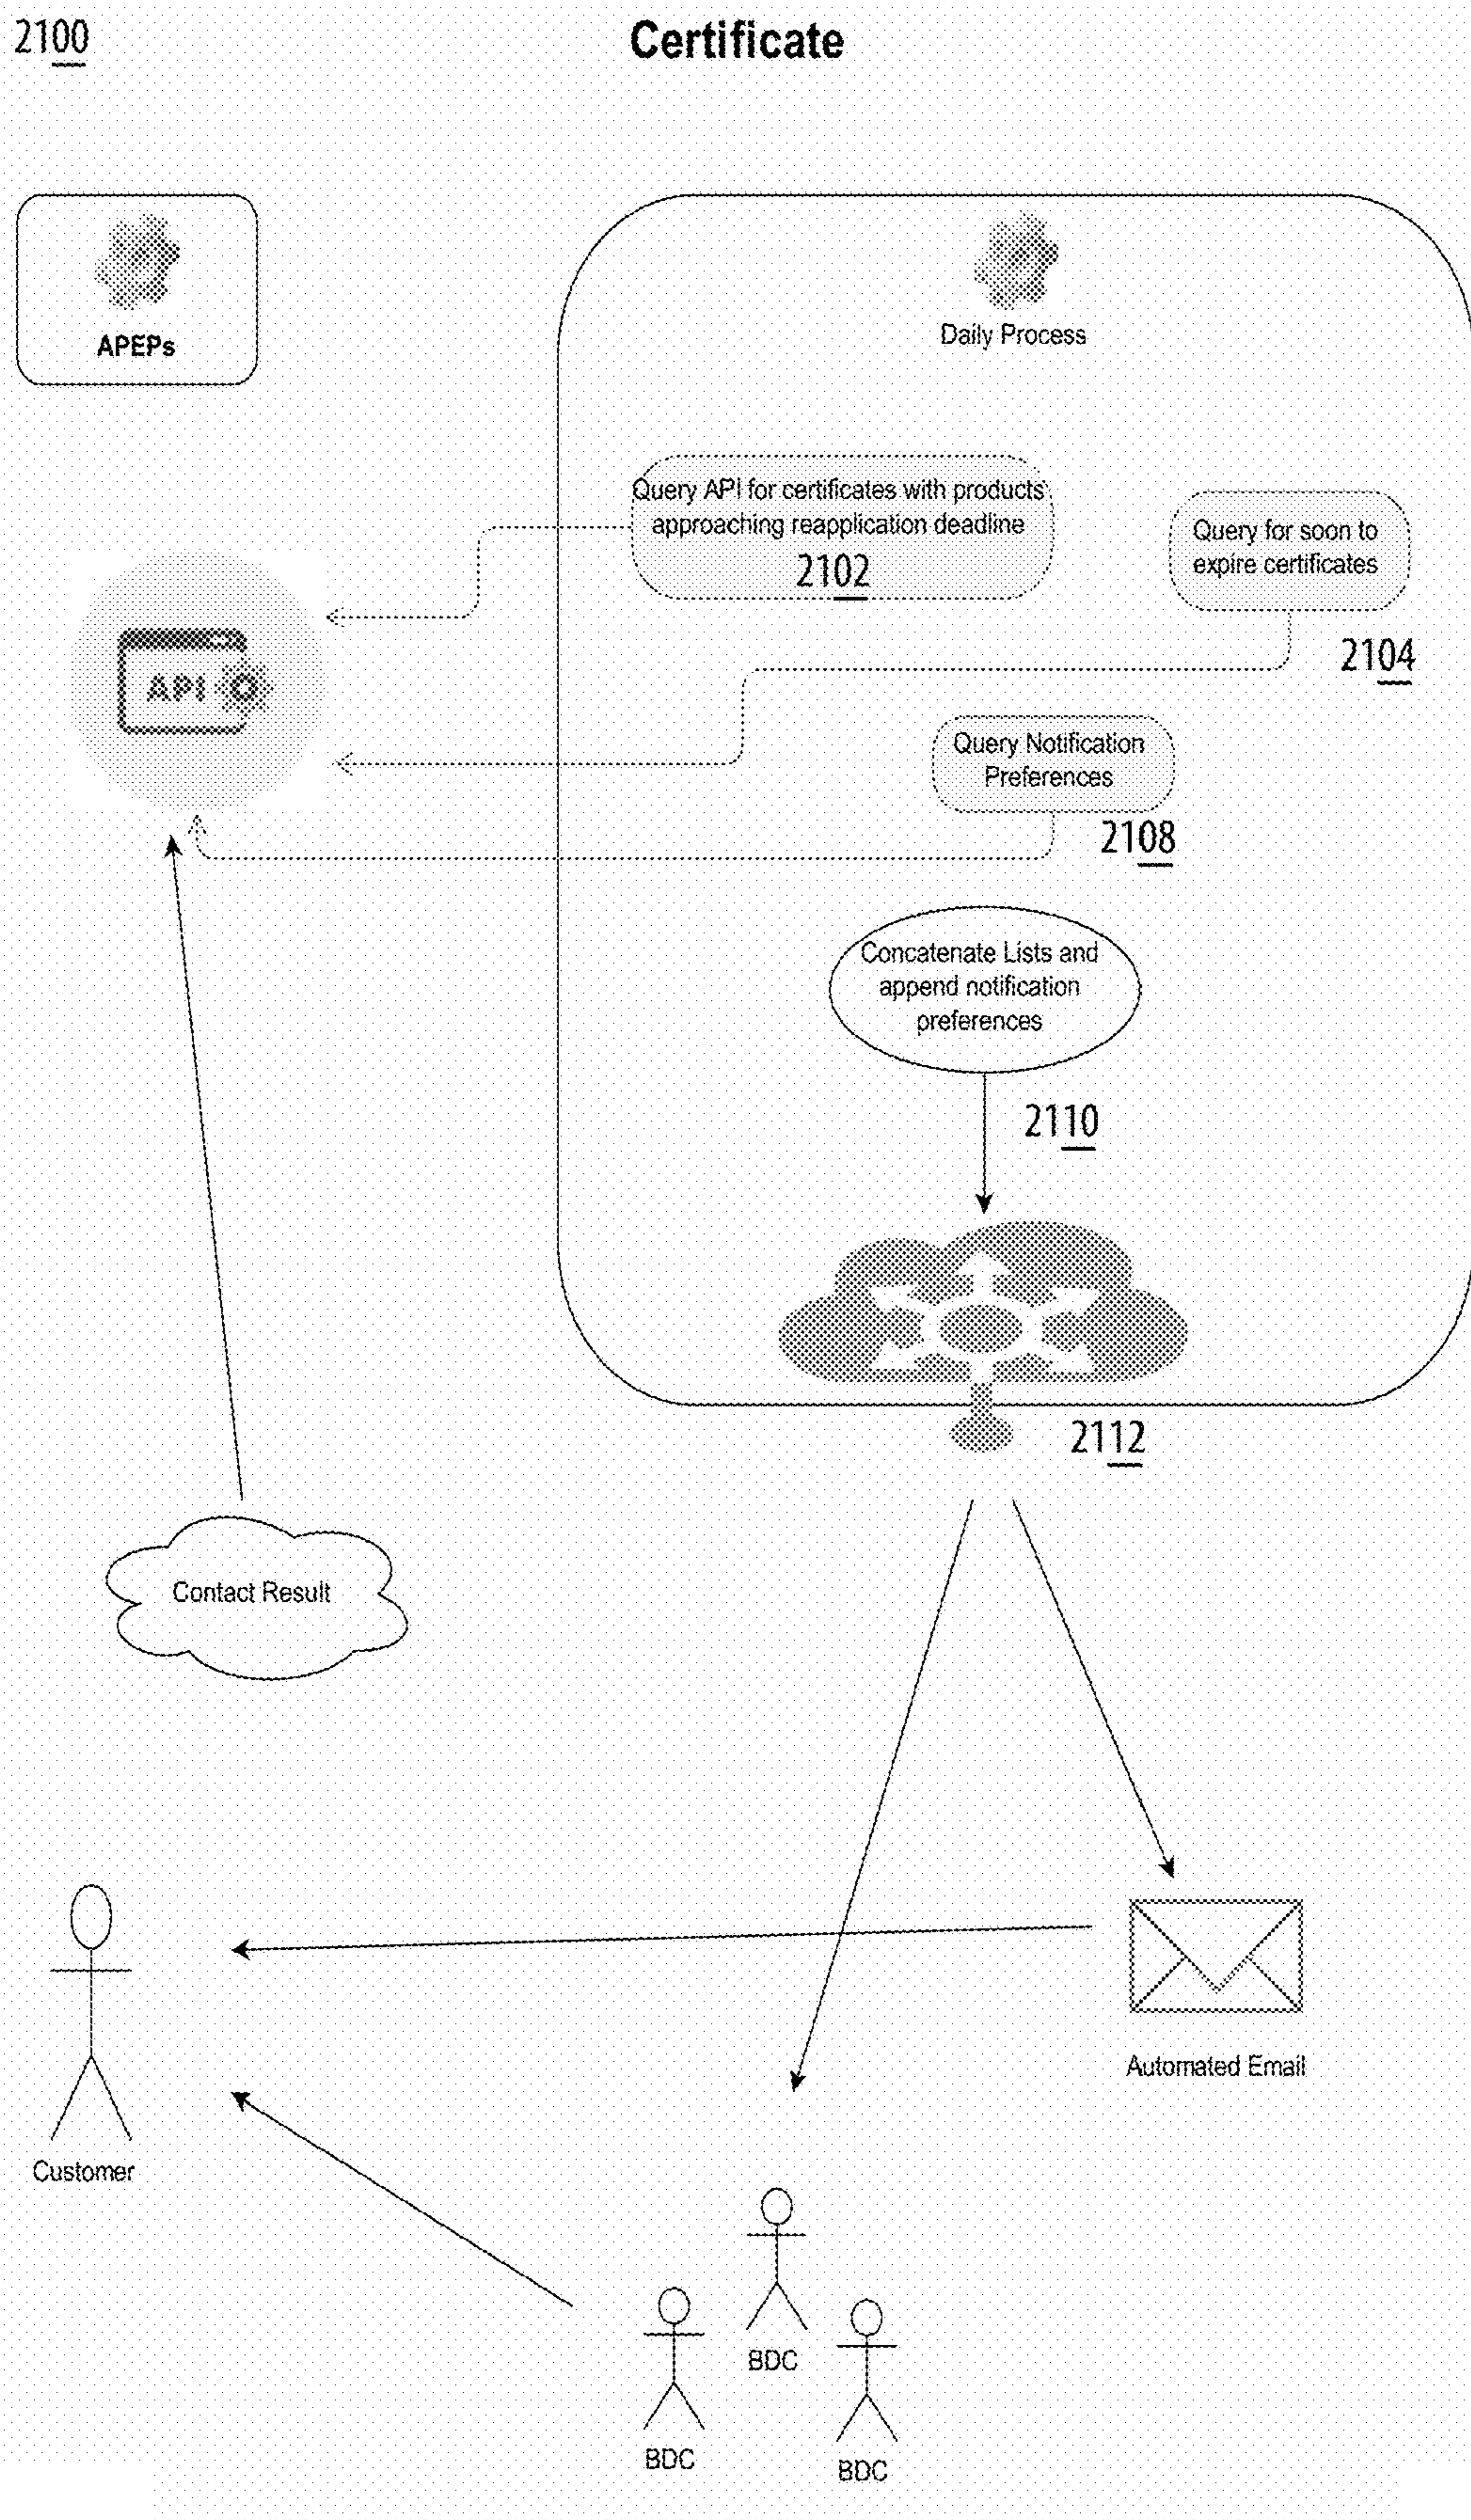 2100
Certificate
APEPs
Daily Process
Query API for certificates with products
approaching reapplication deadline
2102
Query for soon to
expire certificates
2104
API
Query Notification
Preferences
2108
Concatenate Lists and
append notification
preferences
2110
2112
Contact Result
Automated Email
Customer
BDC
BDC
BDC